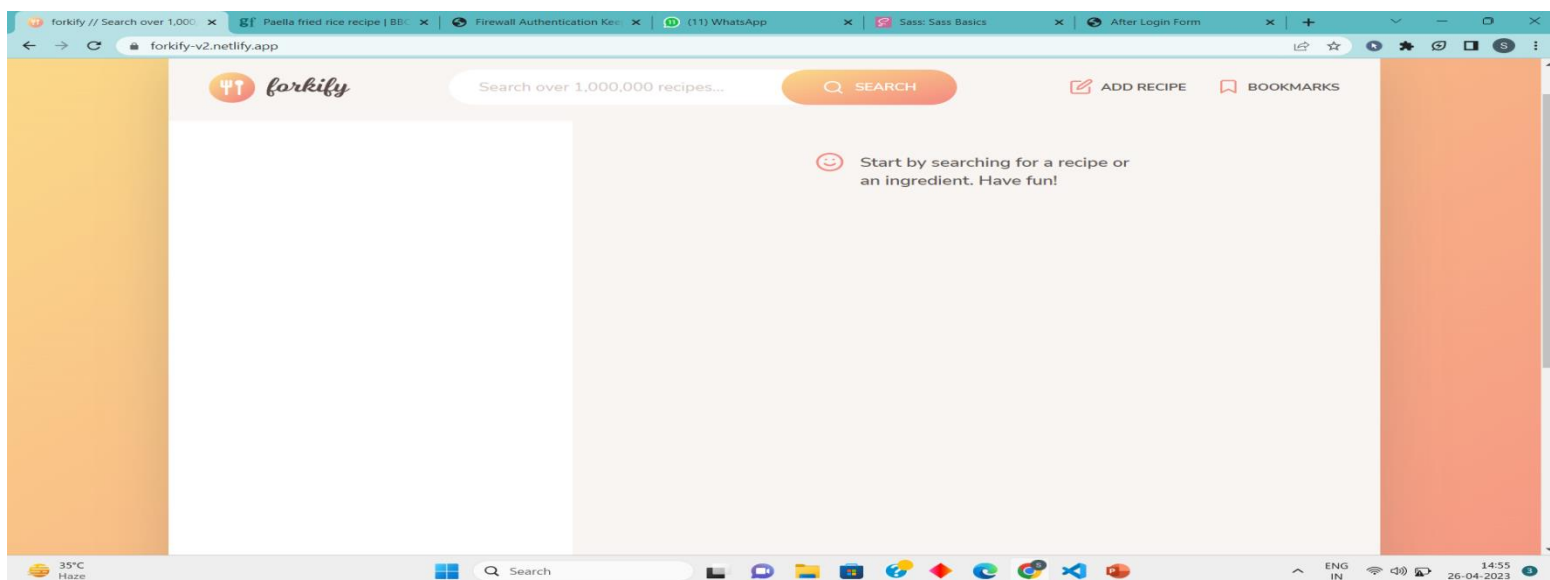 forkify // Search over 1,000,
gf Paella fried rice recipe | BBC
Firewall Authentication Kee
(11) WhatsApp
Sass: Sass Basics
After Login Form
forkify-v2.netlify.app
S
forkify
Search over 1,000,000 recipes...
SEARCH
ADD RECIPE
BOOKMARKS
Start by searching for a recipe or
an ingredient. Have fun!
35°C
Haze
Search
ENG
IN
14:55
26-04-2023
3